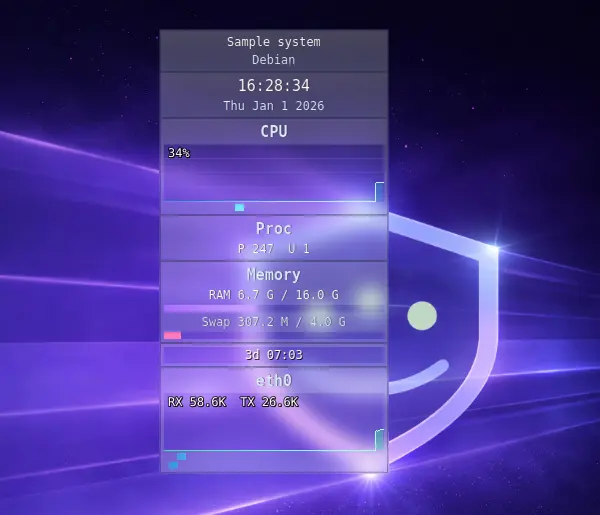 Sample system
Debian
16:28:34
Thu Jan 1 2026
CPU
34%
Proc
P 247 U 1
Memory
RAM 6.7 G / 16.0 G
Swap 307.2 M / 4.0 G
3d 07:03
eth0
RX 58.6K TX 26.6K